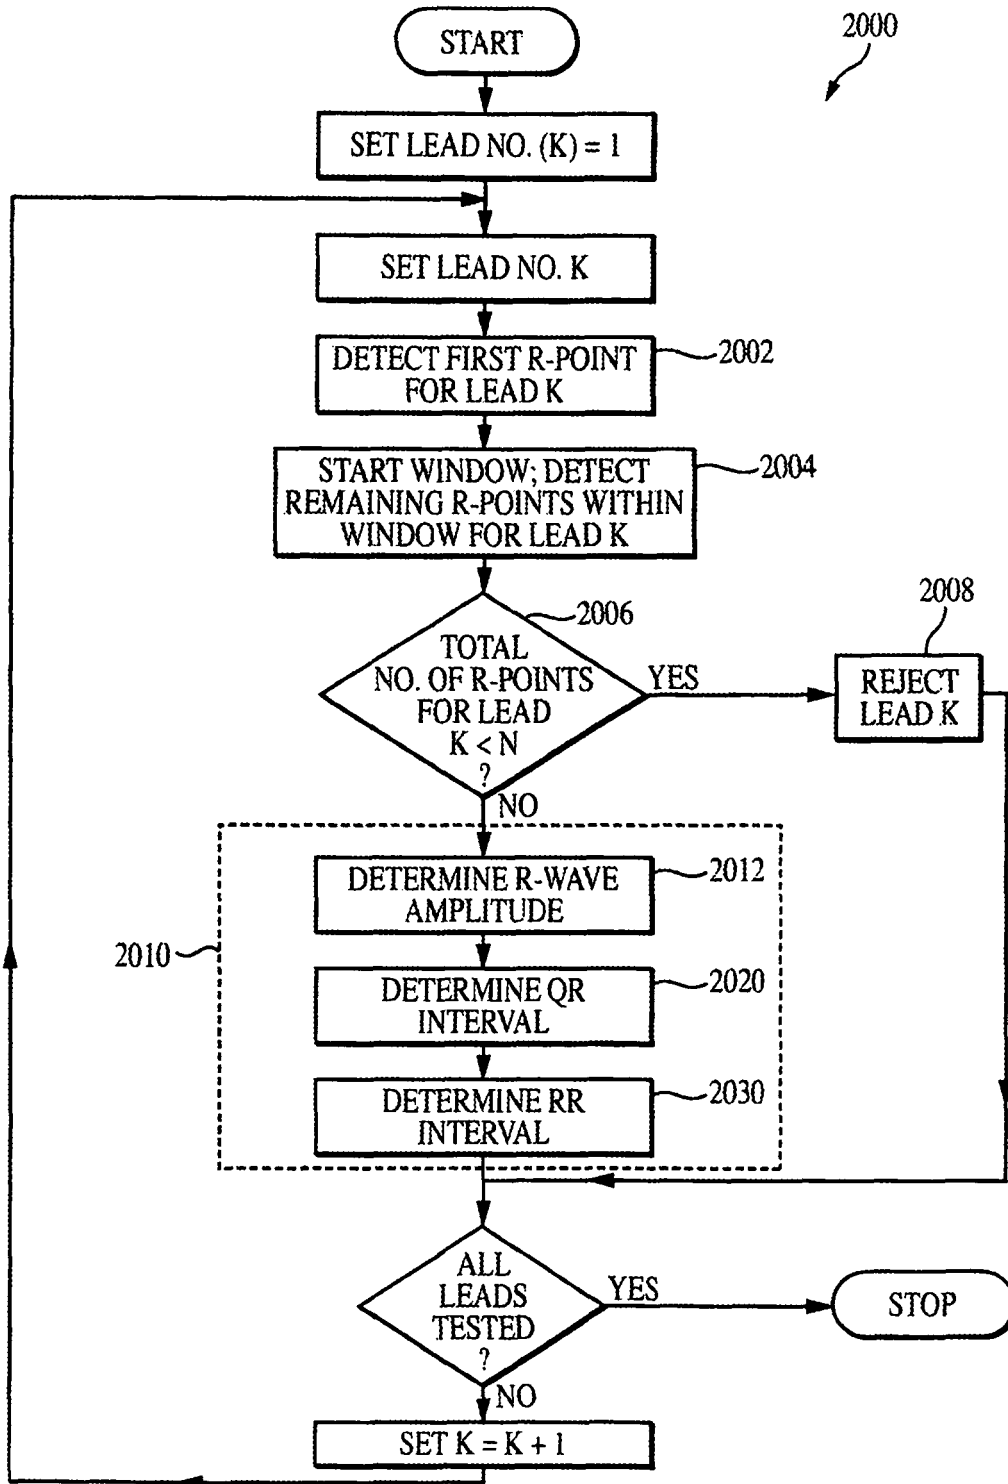 START
2000
SET LEAD NO. (K) = 1
SET LEAD NO. K
DETECT FIRST R-POINT
FOR LEAD K
2002
START WINDOW; DETECT
REMAINING R-POINTS WITHIN
WINDOW FOR LEAD K
2004
2006
TOTAL
NO. OF R-POINTS
FOR LEAD
K < N
?
YES
2008
REJECT
LEAD K
NO
2010
DETERMINE R-WAVE
AMPLITUDE
2012
DETERMINE QR
INTERVAL
2020
DETERMINE RR
INTERVAL
2030
ALL
LEADS
TESTED
?
YES
STOP
NO
SET K = K + 1